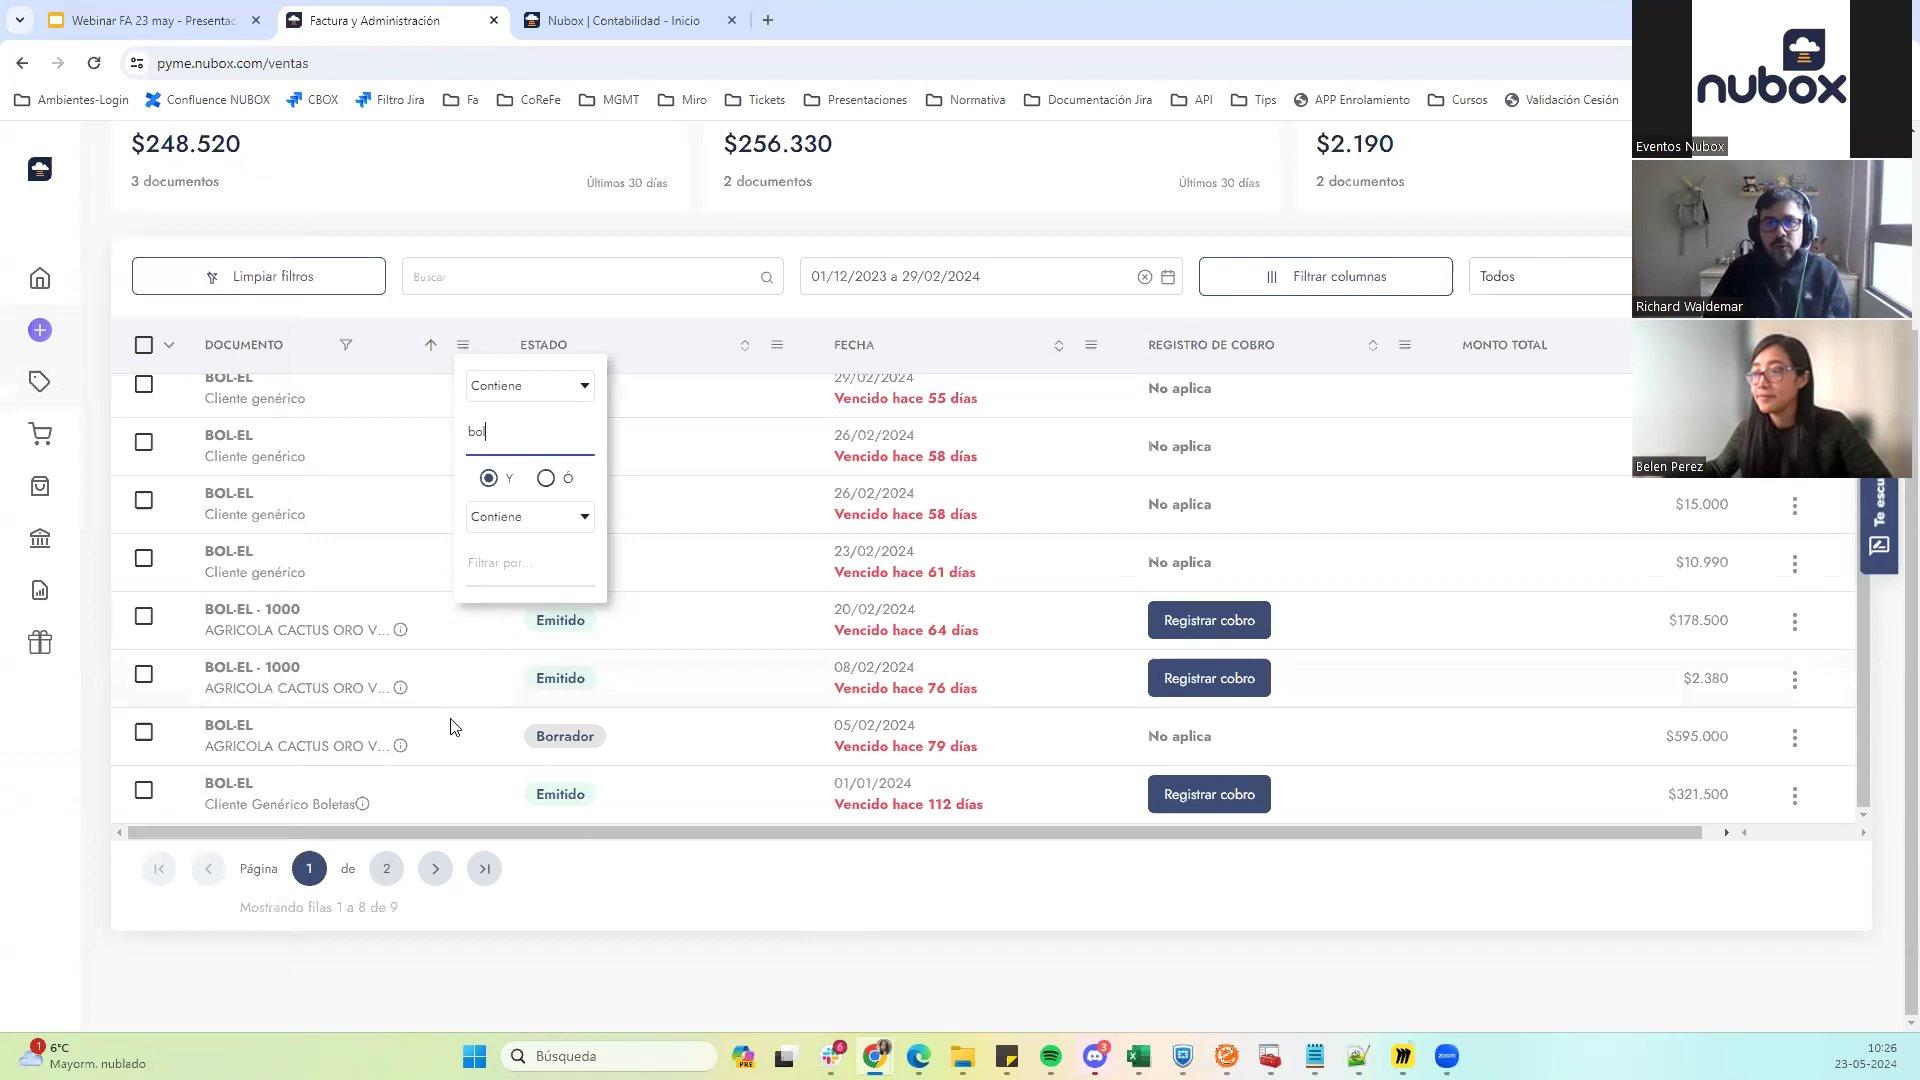 Webinar FA 23 may - Presentac
Factura y Administración
Nubox | Contabilidad - Inicio
pyme.nubox.com/ventas
Ambientes-Login
Confluence NUBOX
CBOX
Filtro Jira
Fa
CoReFe
MGMT
Miro
Tickets
Presentaciones
Normativa
Documentación Jira
API
Tips
APP Enrolamiento
Cursos
Validación Cesión
nubox
Eventos Nubox
Richard Waldemar
Belen Perez
$248.520
3 documentos
Últimos 30 días
$256.330
2 documentos
Últimos 30 días
$2.190
2 documentos
Limpiar filtros
Buscar
01/12/2023 a 29/02/2024
Filtrar columnas
Todos
DOCUMENTO
ESTADO
FECHA
REGISTRO DE COBRO
MONTO TOTAL
Contiene
bol
Y
Ó
Contiene
Filtrar por...
BOL-EL
Cliente genérico
29/02/2024
Vencido hace 55 días
No aplica
BOL-EL
Cliente genérico
26/02/2024
Vencido hace 58 días
No aplica
BOL-EL
Cliente genérico
26/02/2024
Vencido hace 58 días
No aplica
$15.000
BOL-EL
Cliente genérico
23/02/2024
Vencido hace 61 días
No aplica
$10.990
BOL-EL - 1000
AGRICOLA CACTUS ORO V...
Emitido
20/02/2024
Vencido hace 64 días
Registrar cobro
$178.500
BOL-EL - 1000
AGRICOLA CACTUS ORO V...
Emitido
08/02/2024
Vencido hace 76 días
Registrar cobro
$2.380
BOL-EL
AGRICOLA CACTUS ORO V...
Borrador
05/02/2024
Vencido hace 79 días
No aplica
$595.000
BOL-EL
Cliente Genérico Boletas
Emitido
01/01/2024
Vencido hace 112 días
Registrar cobro
$321.500
Te escu
Página 1 de 2
Mostrando filas 1 a 8 de 9
1
6°C
Mayorm. nublado
Búsqueda
PRE
6
3
zoom
10:26
23-05-2024